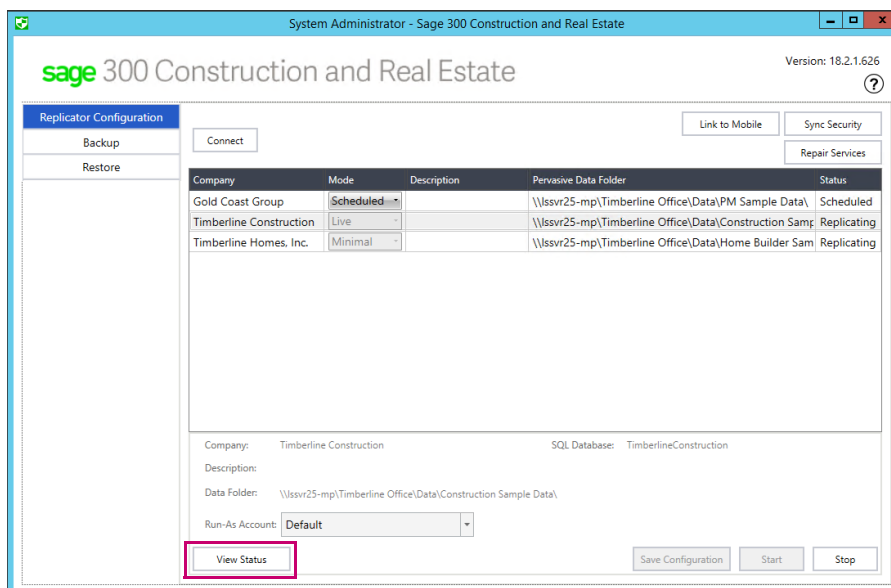 System Administrator - Sage 300 Construction and Real Estate
sage 300 Construction and Real Estate
Version: 18.2.1.626
?
Replicator Configuration
Backup
Restore
Connect
Link to Mobile
Sync Security
Repair Services
Company Mode Description Pervasive Data Folder Status
Gold Coast Group Scheduled \\lssvr25-mp\Timberline Office\Data\PM Sample Data\ Scheduled
Timberline Construction Live \\lssvr25-mp\Timberline Office\Data\Construction Samp Replicating
Timberline Homes, Inc. Minimal \\lssvr25-mp\Timberline Office\Data\Home Builder Sam Replicating
Company: Timberline Construction SQL Database: TimberlineConstruction
Description:
Data Folder: \\lssvr25-mp\Timberline Office\Data\Construction Sample Data\
Run-As Account: Default
View Status Save Configuration Start Stop